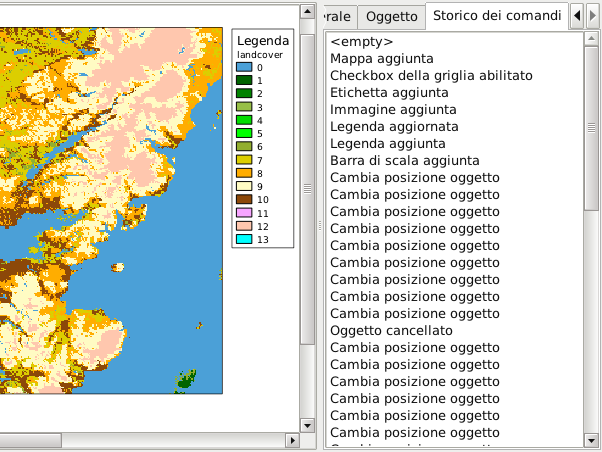 Legenda
landcover
0
1
2
3
4
5
6
7
8
9
10
11
12
13
rale
Oggetto
Storico dei comandi
<empty>
Mappa aggiunta
Checkbox della griglia abilitato
Etichetta aggiunta
Immagine aggiunta
Legenda aggiornata
Legenda aggiunta
Barra di scala aggiunta
Cambia posizione oggetto
Cambia posizione oggetto
Cambia posizione oggetto
Cambia posizione oggetto
Cambia posizione oggetto
Cambia posizione oggetto
Cambia posizione oggetto
Cambia posizione oggetto
Cambia posizione oggetto
Oggetto cancellato
Cambia posizione oggetto
Cambia posizione oggetto
Cambia posizione oggetto
Cambia posizione oggetto
Cambia posizione oggetto
Cambia posizione oggetto